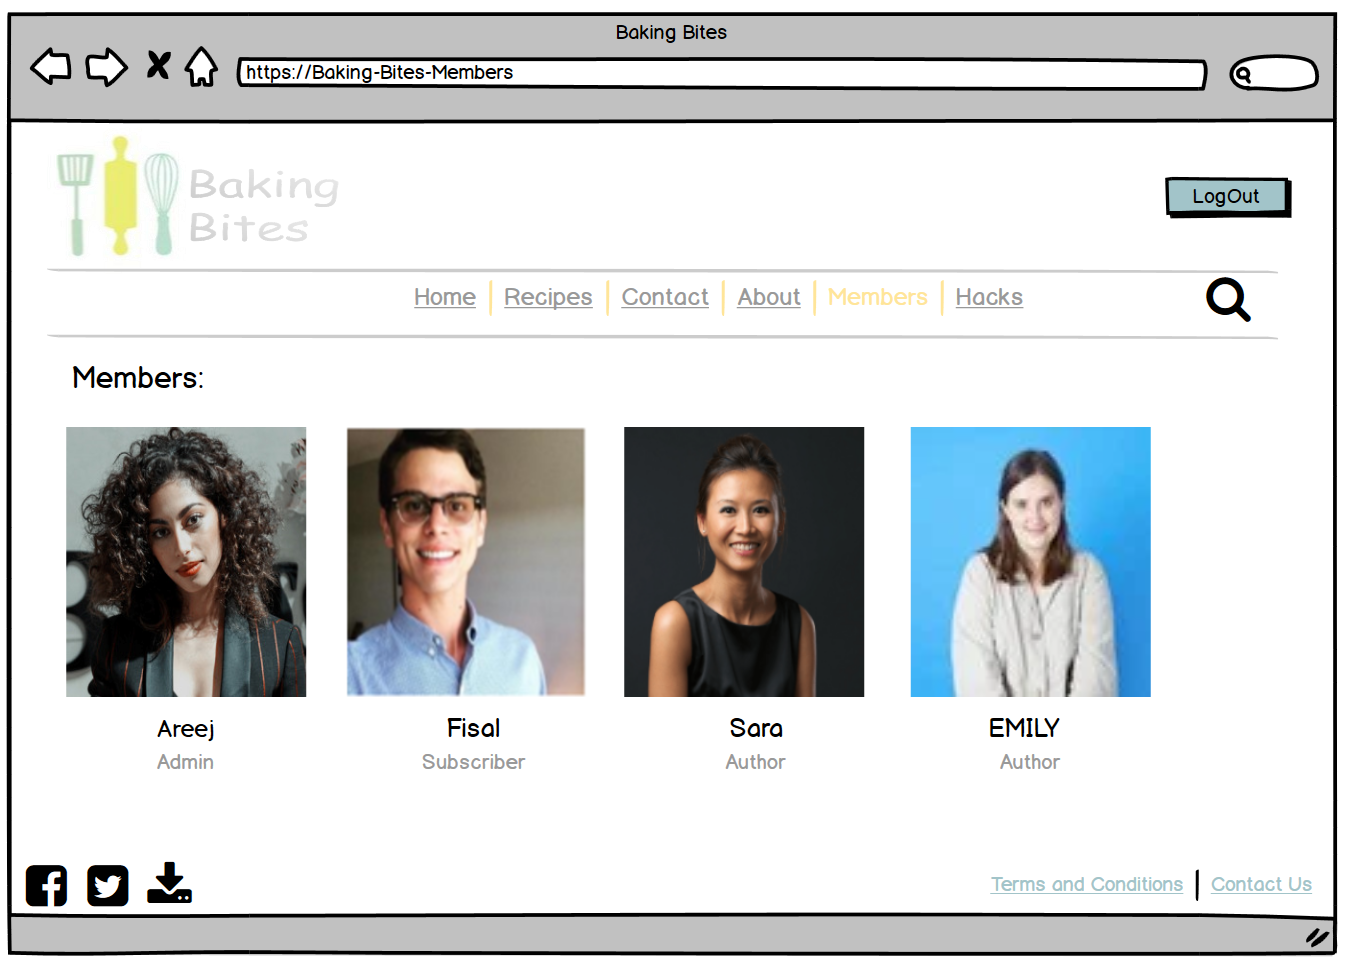 Baking Bites
https://Baking-Bites-Members
Baking
Bites
LogOut
Home Recipes Contact About Members Hacks
Members:
Areej Fisal Sara EMILY
Admin Subscriber Author Author
Terms and Conditions Contact Us